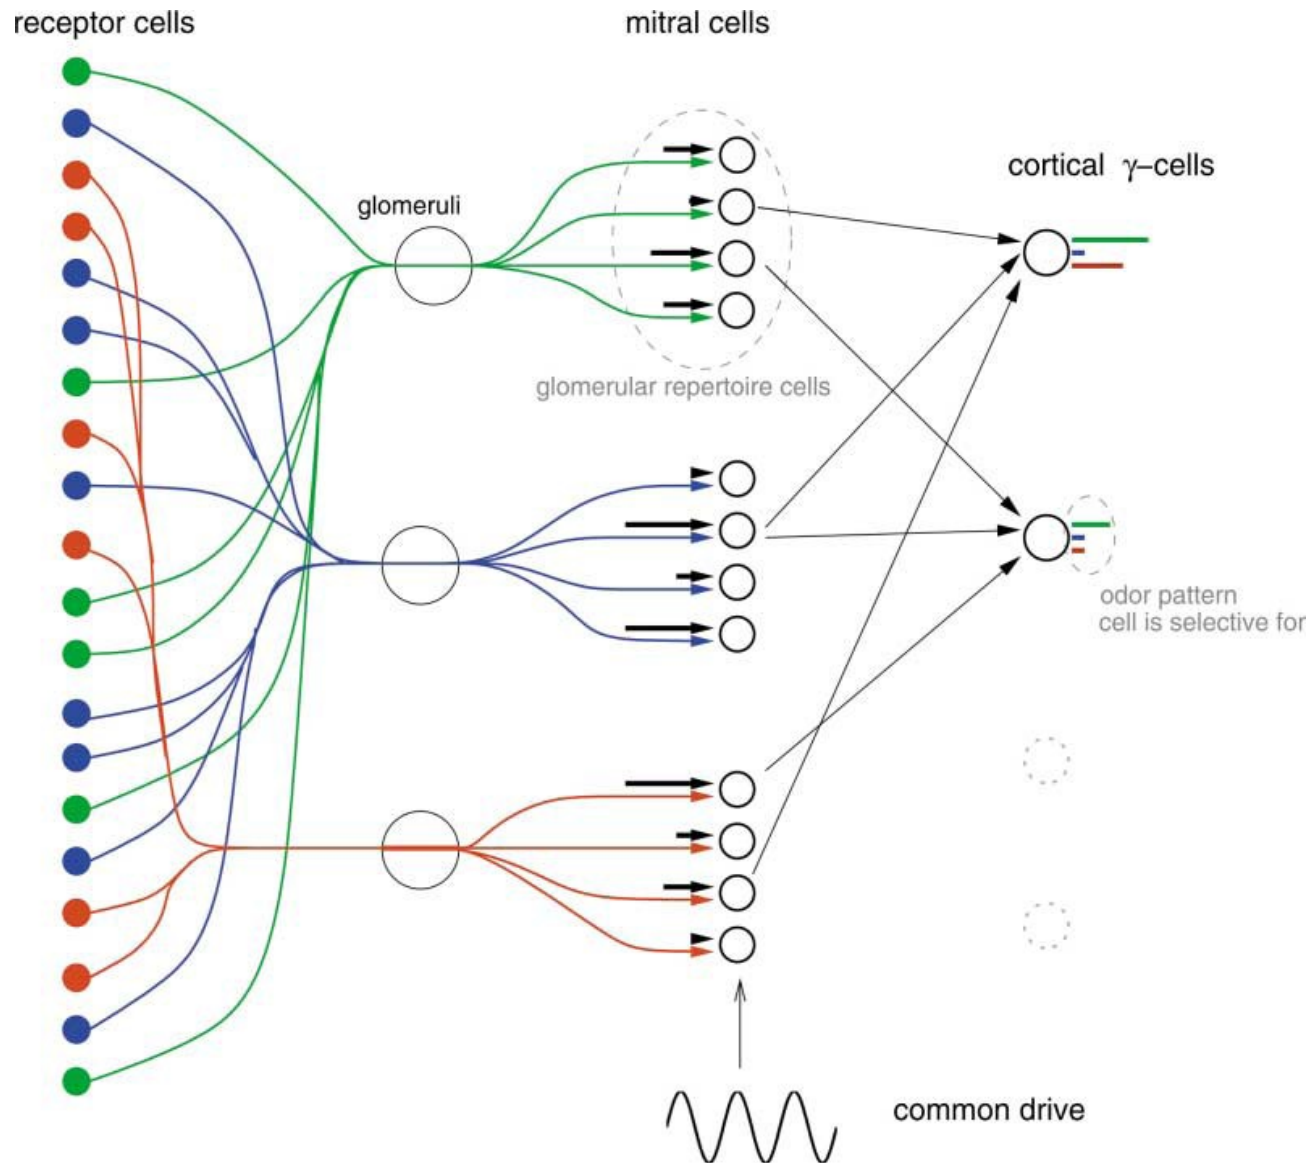 receptor cells
mitral cells
cortical γ–cells
glomeruli
glomerular repertoire cells
odor pattern
cell is selective for
common drive